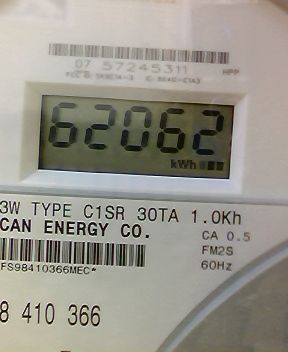 07 57245311
HPP
62062
kWh
3W TYPE C1SR 30TA 1.0Kh
CAN ENERGY CO.
CA 0.5
FM2S
60Hz
FS98410366MEC*
8 410 366